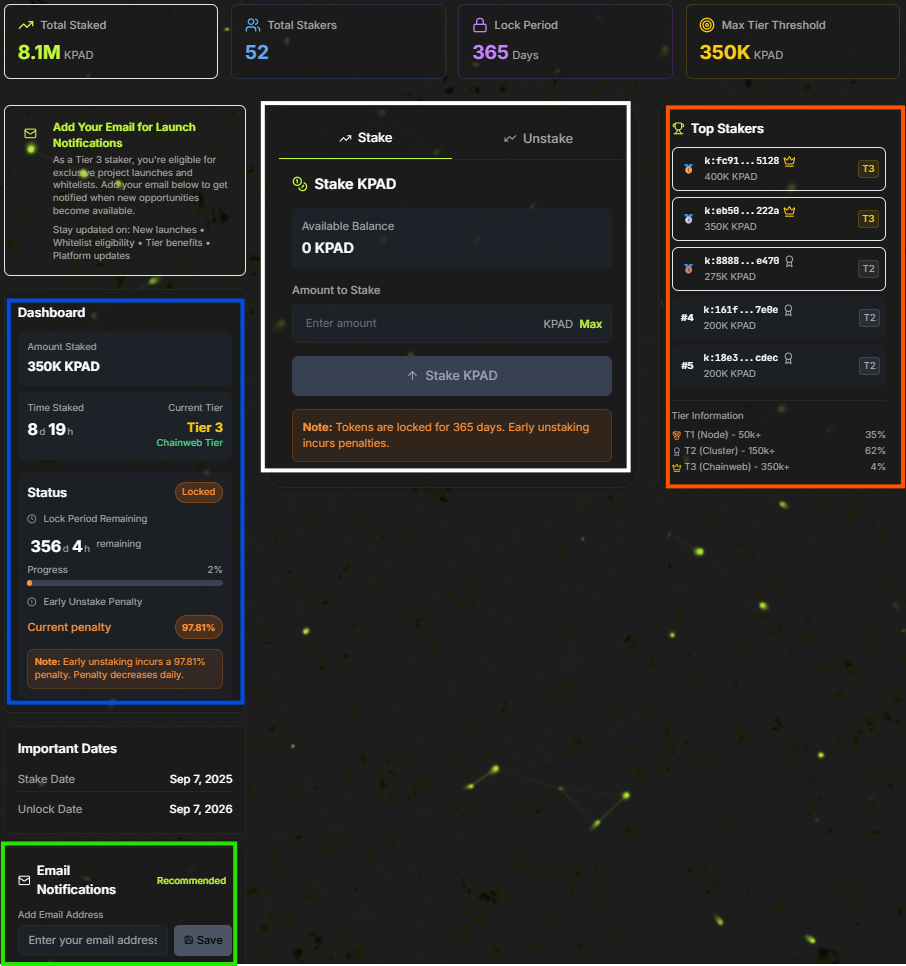 Total Staked
8.1M KPAD
Total Stakers
52
Lock Period
365 Days
Max Tier Threshold
350K KPAD
Add Your Email for Launch
Notifications
As a Tier 3 staker, you're eligible for
exclusive project launches and
whitelists. Add your email below to get
notified when new opportunities
become available.
Stay updated on: New launches •
Whitelist eligibility • Tier benefits •
Platform updates
Dashboard
Amount Staked
350K KPAD
Time Staked
8d 19h
Current Tier
Tier 3
Chainweb Tier
Status
Locked
Lock Period Remaining
356d 4h remaining
Progress 2%
Early Unstake Penalty
Current penalty 97.81%
Note: Early unstaking incurs a 97.81%
penalty. Penalty decreases daily.
Important Dates
Stake Date Sep 7, 2025
Unlock Date Sep 7, 2026
Email
Notifications
Recommended
Add Email Address
Enter your email address
Save
Stake
Unstake
Stake KPAD
Available Balance
0 KPAD
Amount to Stake
Enter amount KPAD Max
Stake KPAD
Note: Tokens are locked for 365 days. Early unstaking
incurs penalties.
Top Stakers
k:fc91...5128
400K KPAD
T3
k:eb50...222a
350K KPAD
T3
k:8888...e470
275K KPAD
T2
#4 k:161f...7e0e
200K KPAD
T2
#5 k:18e3...cdec
200K KPAD
T2
Tier Information
T1 (Node) - 50k+ 35%
T2 (Cluster) - 150k+ 62%
T3 (Chainweb) - 350k+ 4%